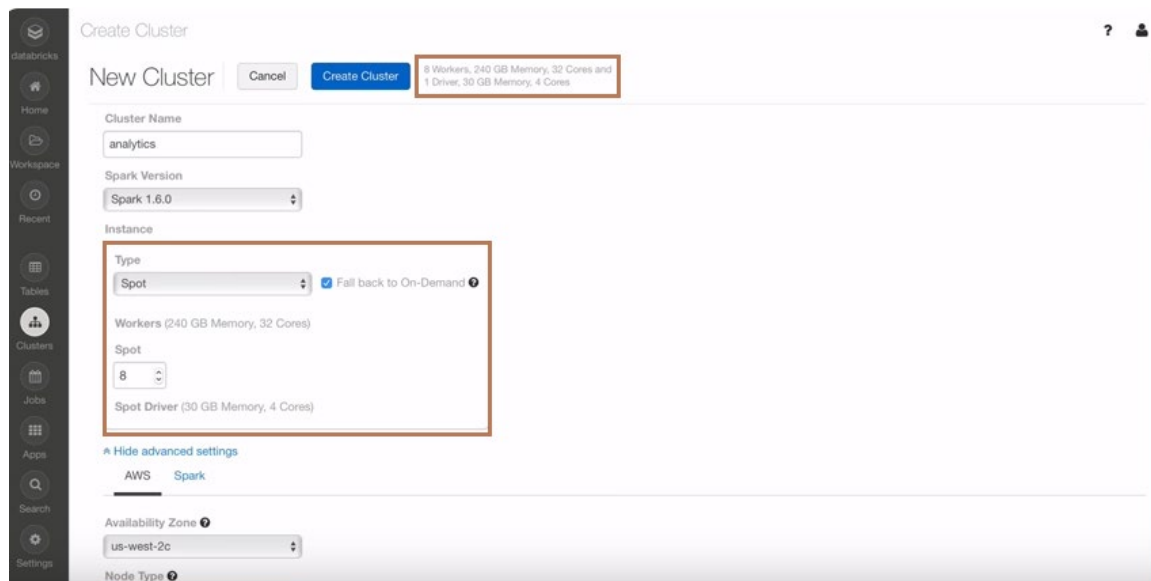 databricks
Home
Workspace
Recent
Tables
Clusters
Jobs
Apps
Search
Settings
Create Cluster
?
New Cluster
Cancel
Create Cluster
8 Workers, 240 GB Memory, 32 Cores and
1 Driver, 30 GB Memory, 4 Cores
Cluster Name
analytics
Spark Version
Spark 1.6.0
Instance
Type
Spot
Fall back to On-Demand ?
Workers (240 GB Memory, 32 Cores)
Spot
8
Spot Driver (30 GB Memory, 4 Cores)
Hide advanced settings
AWS Spark
Availability Zone ?
us-west-2c
Node Type ?